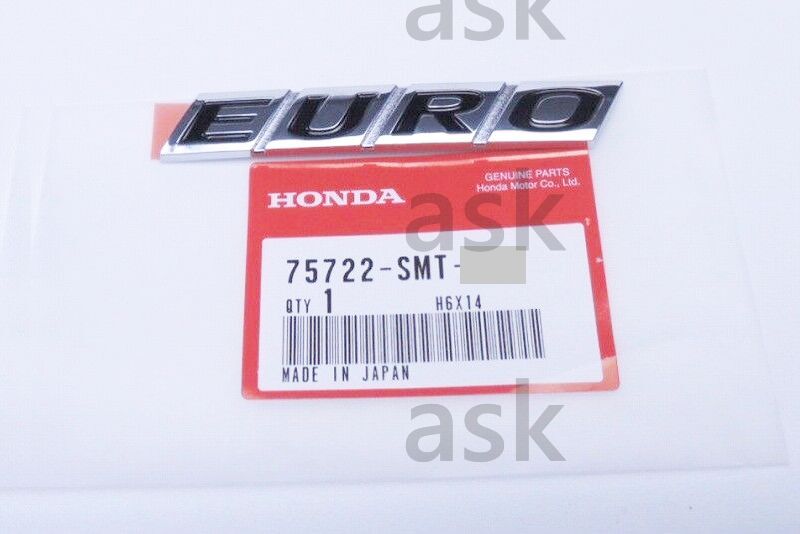 ask
EURO
HONDA
GENUINE PARTS
Honda Motor Co., Ltd.
ask
75722-SMT-
QTY 1 H6X14
MADE IN JAPAN
ask